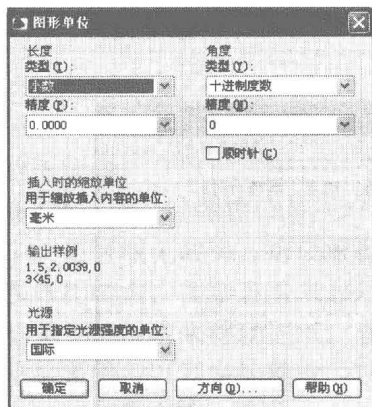 图形单位
长度
类型(T):
小数
精度(P):
0.0000
角度
类型(Y):
十进制度数
精度(N):
0
顺时针(C)
插入时的缩放单位
用于缩放插入内容的单位:
毫米
输出样例
1.5,2.0039,0
3<45,0
光源
用于指定光源强度的单位:
国际
确定 取消 方向(D)... 帮助(H)